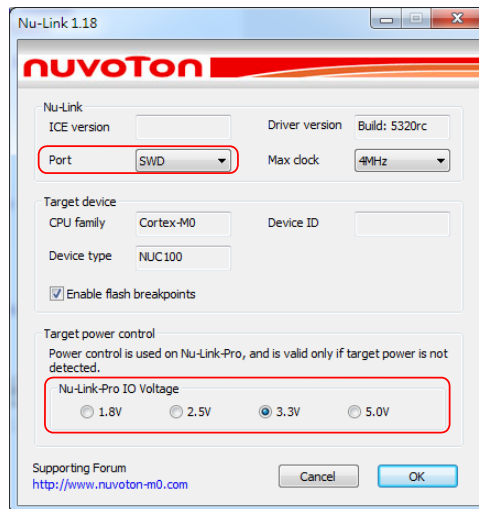 Nu-Link 1.18
nuvoTon
Nu-Link
ICE version
Driver version Build: 5320rc
Port SWD Max clock 4MHz
Target device
CPU family Cortex-M0 Device ID
Device type NUC100
Enable flash breakpoints
Target power control
Power control is used on Nu-Link-Pro, and is valid only if target power is not
detected.
Nu-Link-Pro IO Voltage
1.8V 2.5V 3.3V 5.0V
Supporting Forum
http://www.nuvoton-m0.com
Cancel OK